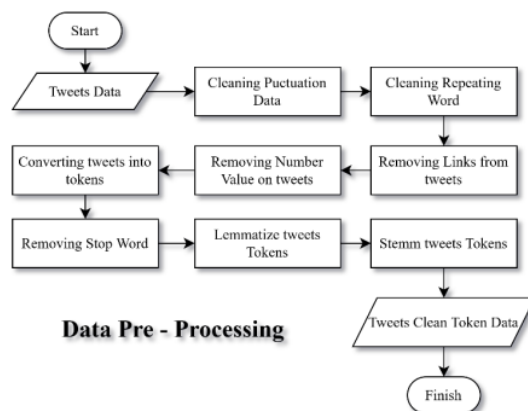 Start
Tweets Data
Cleaning Puctuation
Data
Cleaning Repeating
Word
Removing Links from
tweets
Removing Number
Value on tweets
Converting tweets into
tokens
Removing Stop Word
Lemmatize tweets
Tokens
Stemm tweets Tokens
Tweets Clean Token Data
Finish
Data Pre - Processing